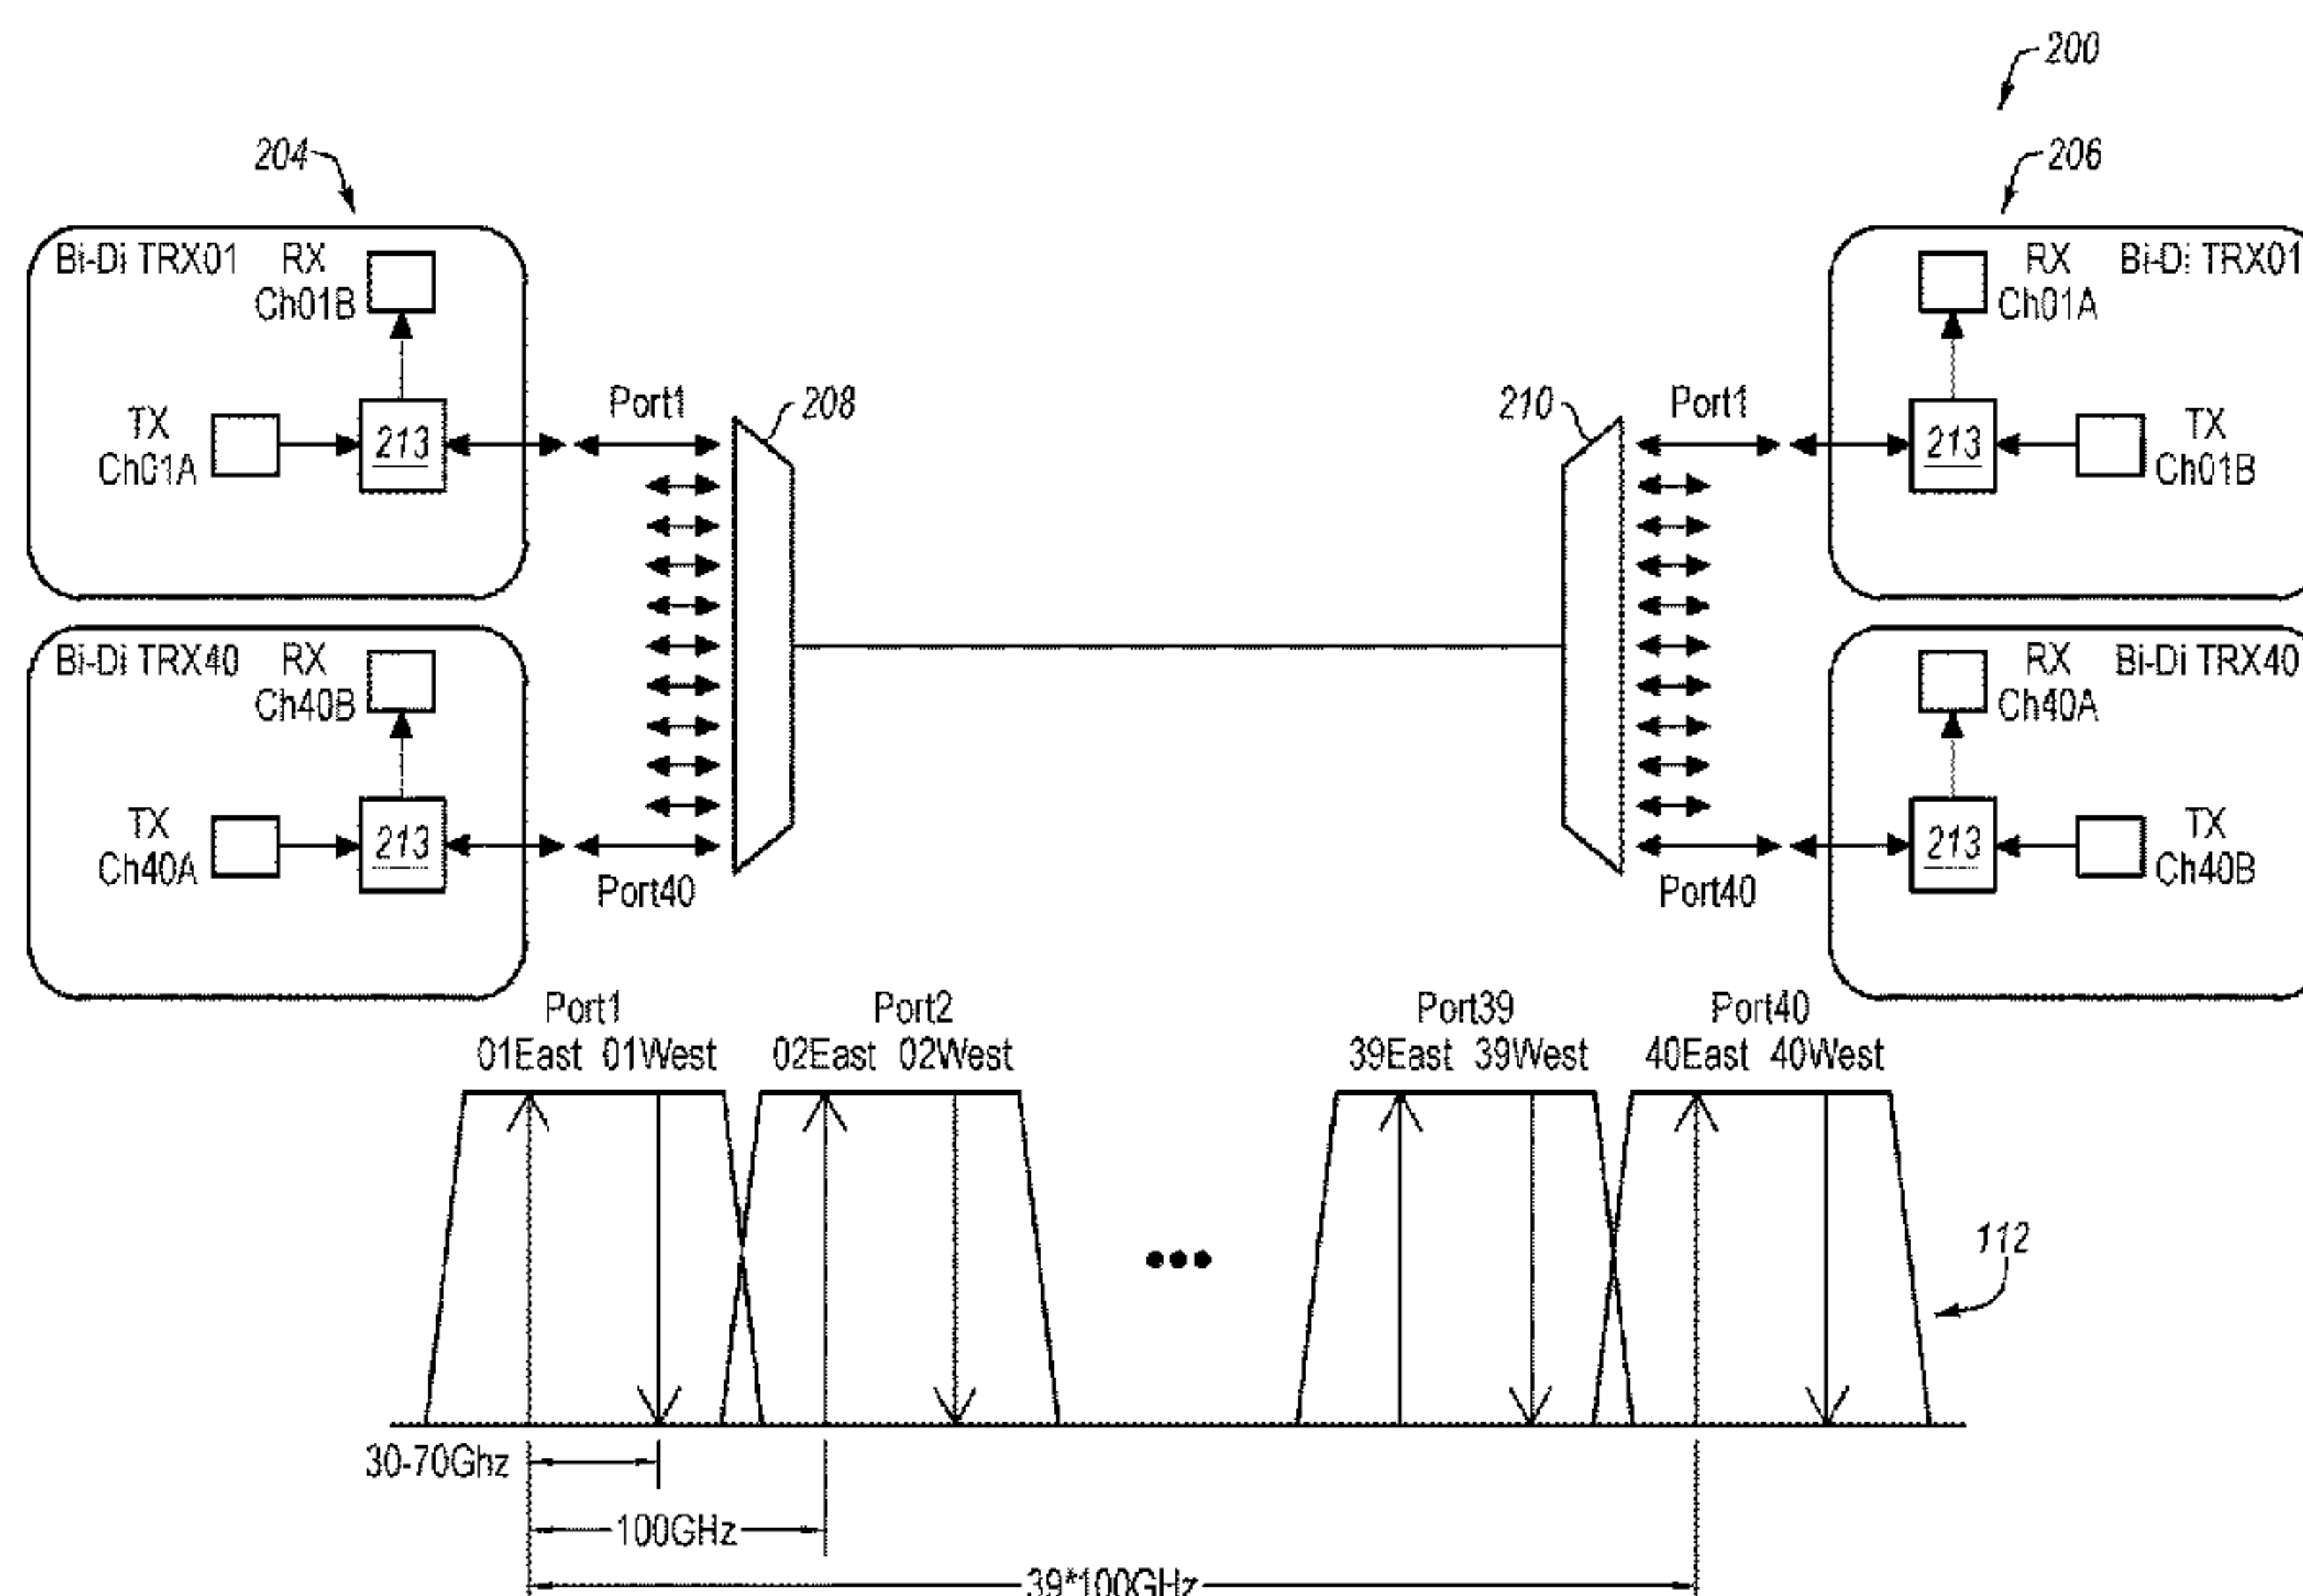 200
204
206
Bi-Di TRX01 RX
Ch01B
TX
Ch01A
213
Port1
208
210
Port1
RX Bi-Di TRX01
Ch01A
213
TX
Ch01B
Bi-Di TRX40 RX
Ch40B
TX
Ch40A
213
Port40
Port40
RX Bi-Di TRX40
Ch40A
213
TX
Ch40B
Port1 Port2 Port39 Port40
01East 01West 02East 02West 39East 39West 40East 40West
112
30-70Ghz
100GHz
39*100GHz